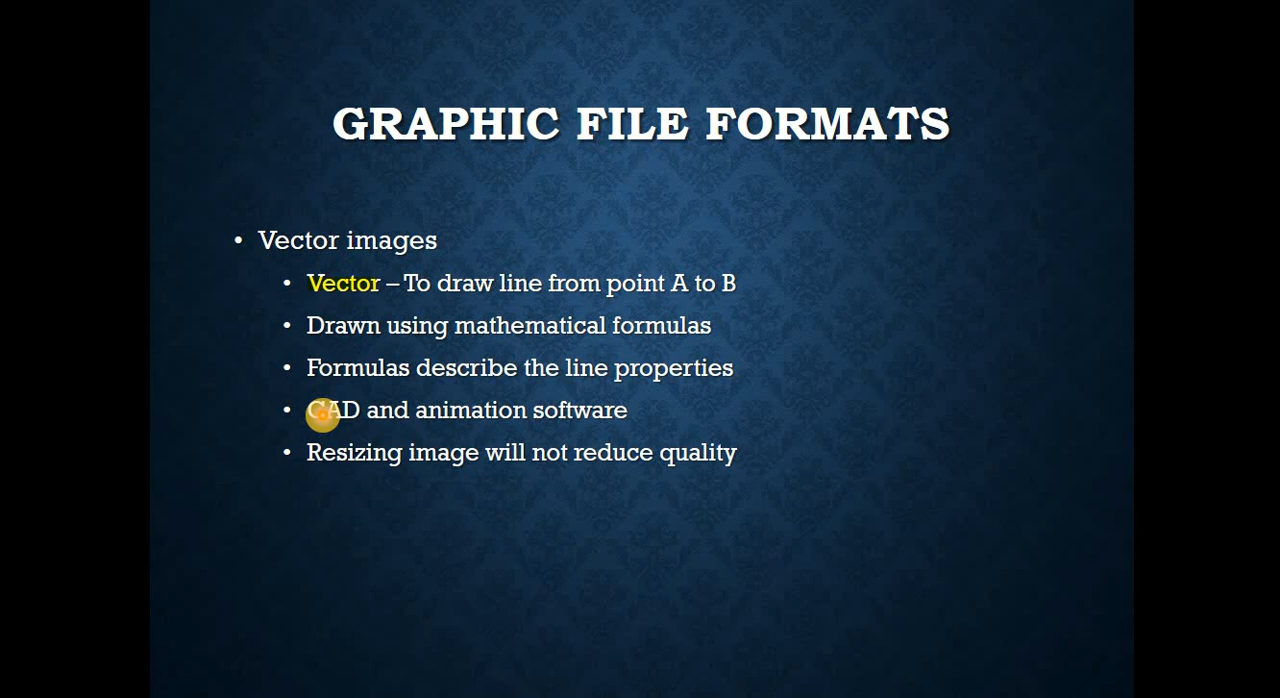 GRAPHIC FILE FORMATS
• Vector images
• Vector – To draw line from point A to B
• Drawn using mathematical formulas
• Formulas describe the line properties
• CAD and animation software
• Resizing image will not reduce quality